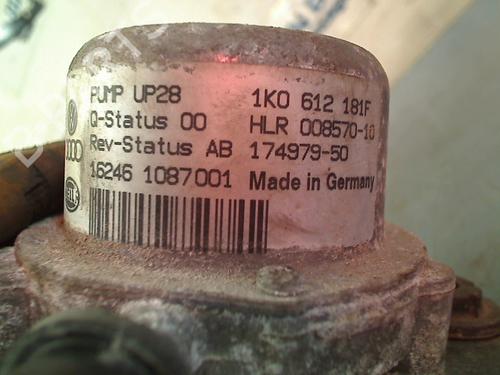 PUMP UP28 1K0 612 181F
Q-Status 00 HLR 008570-10
Rev-Status AB 174979-50
16246 1087001 Made in Germany